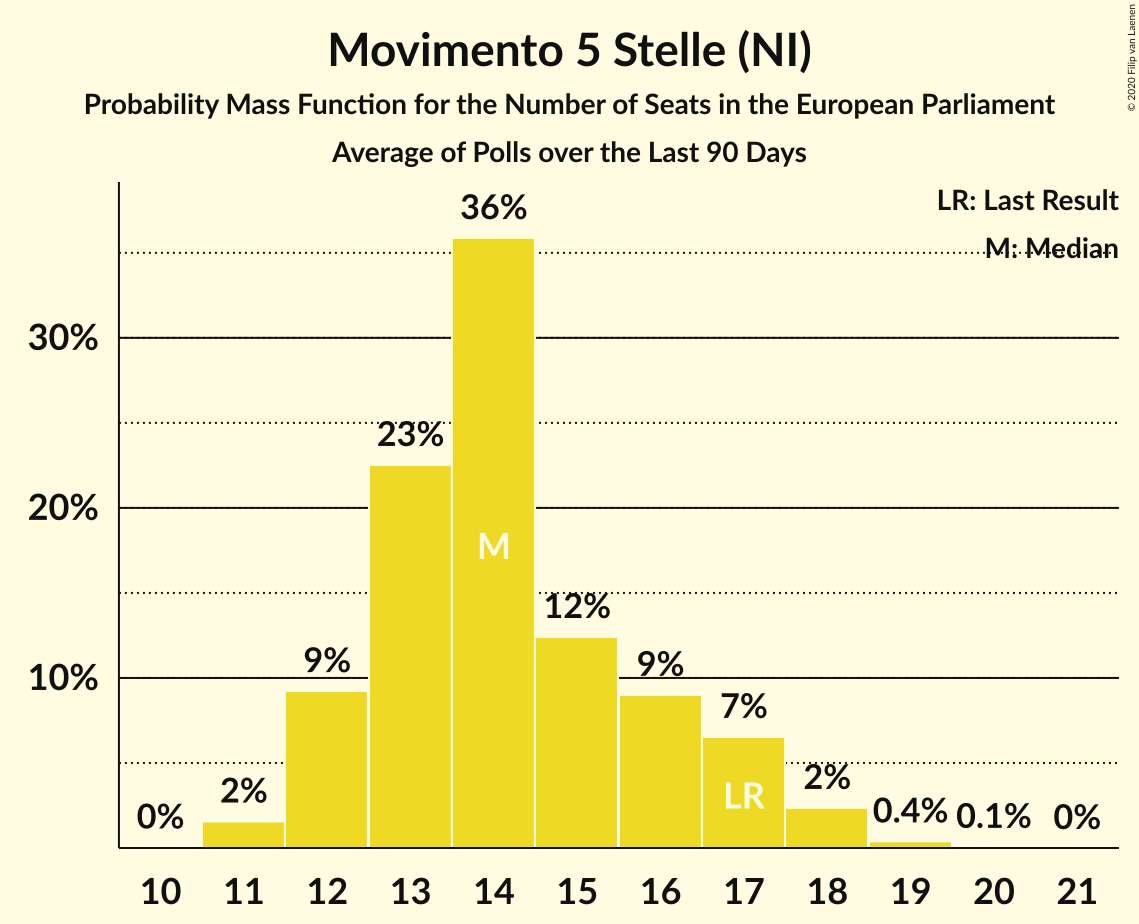 Movimento 5 Stelle (NI)
Probability Mass Function for the Number of Seats in the European Parliament
Average of Polls over the Last 90 Days
© 2020 Filip van Laenen
LR: Last Result
M: Median
30%
20%
10%
0%
2%
9%
23%
36%
12%
9%
7%
2%
0.4%
0.1%
0%
M
LR
10 11 12 13 14 15 16 17 18 19 20 21